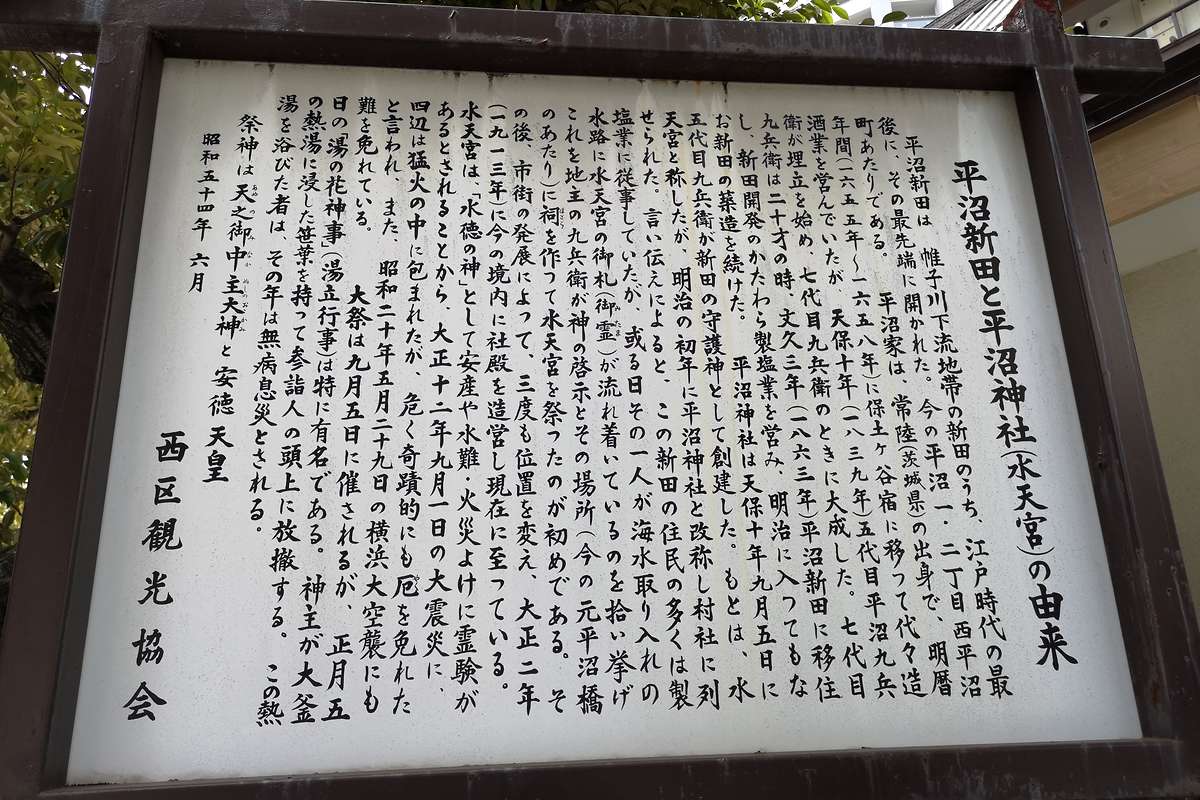 平沼新田と平沼神社(水天宮)の由来
平沼新田は　帷子川下流地帯の新田のうち、江戸時代の最
後に、その最先端に開かれた。今の平沼一・二丁目西平沼
町あたりである。　平沼家は、常陸(茨城県)の出身で、明暦
年間(一六五五年～一六五八年)に保土ヶ谷宿に移って代々造
酒業を営んでいたが、天保十年(一八三九年)五代目平沼九兵
衛が埋立を始め、七代目九兵衛のときに大成した。　七代目
九兵衛は二十才の時、文久三年(一八六三年)平沼新田に移住
し、新田開発のかたわら製塩業を営み、明治に入ってもな
お新田の築造を続けた。　平沼神社は天保十年九月五日に
五代目九兵衛が新田の守護神として創建した。もとは、水
天宮と称したが、明治の初年に平沼神社と改称し村社に列
せられた。言い伝えによると、この新田の住民の多くは製
塩業に従事していたが、或る日その一人が海水取り入れの
水路に水天宮の御札(御霊みたま)が流れ着いているのを拾い挙げ
これを地主の九兵衛が神の啓示とその場所(今の元平沼橋
のあたり)に祠ほこらを作って水天宮を祭ったのが初めである。そ
の後、市街の発展によって、三度も位置を変え、大正二年
(一九一三年)に今の境内に社殿を造営し現在に至っている。
水天宮は、「水徳の神」として安産や水難・火災よけに霊験が
あるとされることから、大正十二年九月一日の大震災に、
四辺は猛火の中に包まれたが、危く奇蹟的にも厄やくを免れた
と言われ、また、昭和二十年五月二十九日の横浜大空襲にも
難を免れている。　大祭は九月五日に催されるが、正月五
日の「湯の花神事」(湯立行事)は特に有名である。神主が大釜
の熱湯に浸した笹葉を持って参詣人の頭上に放撤する。この熱
湯を浴びた者は、その年は無病息災とされる。
祭神は天之御中主大神と安徳天皇
昭和五十四年　六月
西区観光協会